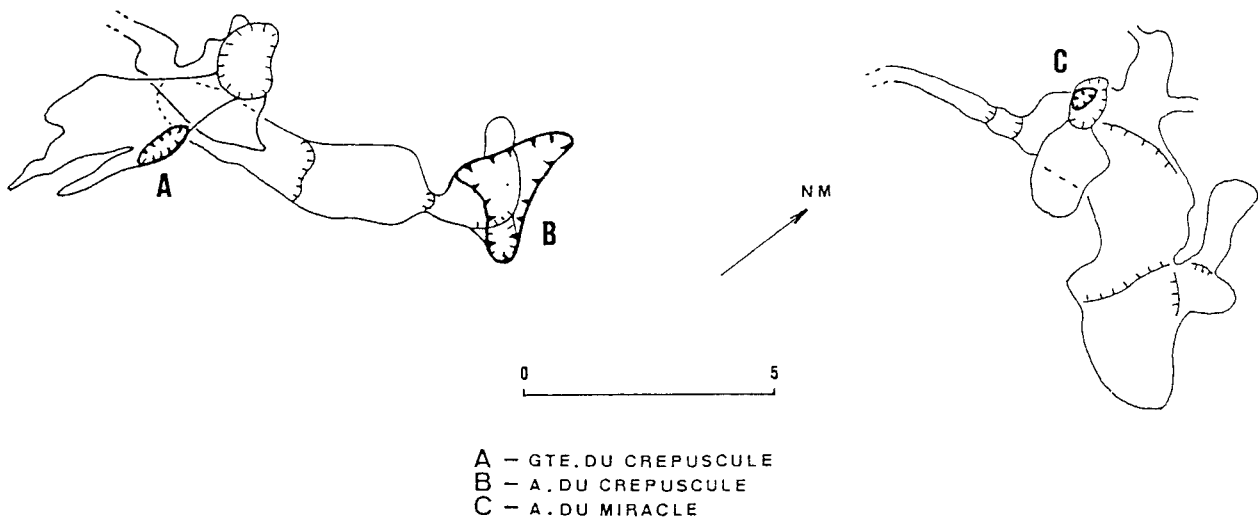 A
B
C
NM
0 5
A – GTE. DU CREPUSCULE
B – A. DU CREPUSCULE
C – A. DU MIRACLE